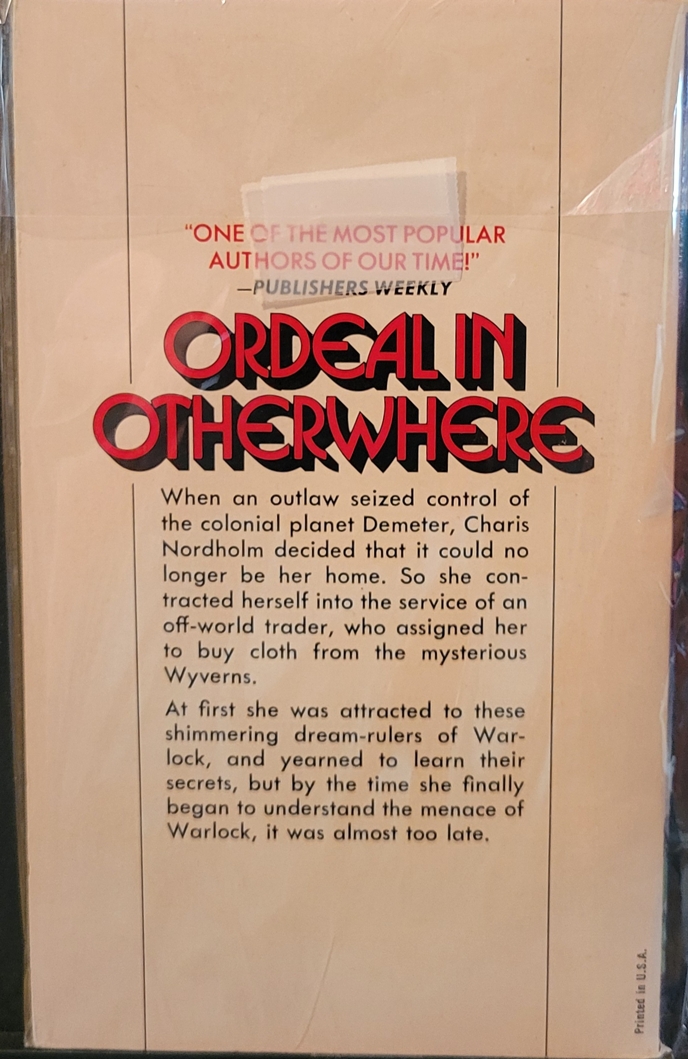 “ONE OF THE MOST POPULAR
AUTHORS OF OUR TIME!”
—PUBLISHERS WEEKLY
ORDEAL IN
OTHERWHERE
When an outlaw seized control of
the colonial planet Demeter, Charis
Nordholm decided that it could no
longer be her home. So she con-
tracted herself into the service of an
off-world trader, who assigned her
to buy cloth from the mysterious
Wyverns.
At first she was attracted to these
shimmering dream-rulers of War-
lock, and yearned to learn their
secrets, but by the time she finally
began to understand the menace of
Warlock, it was almost too late.
Printed in U.S.A.